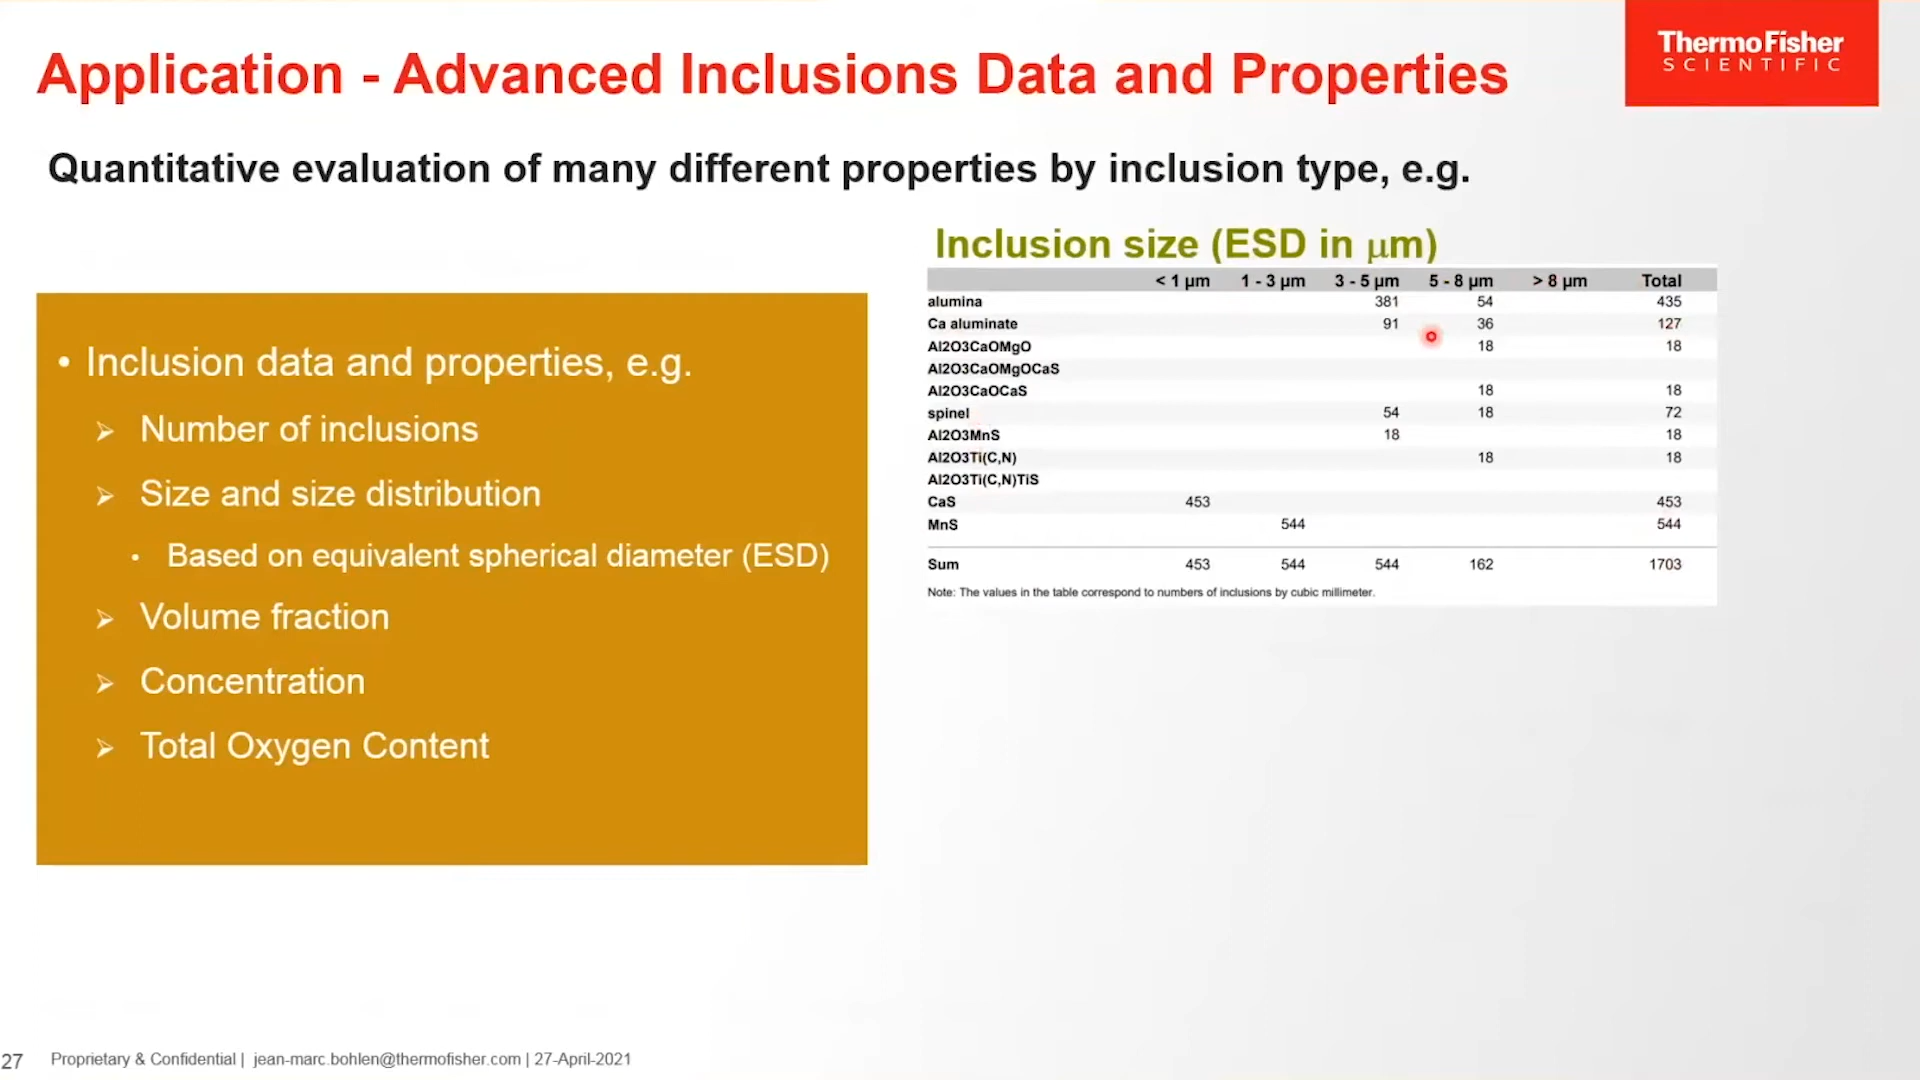 Application - Advanced Inclusions Data and Properties
ThermoFisher
SCIENTIFIC
Quantitative evaluation of many different properties by inclusion type, e.g.
• Inclusion data and properties, e.g.
➢ Number of inclusions
➢ Size and size distribution
• Based on equivalent spherical diameter (ESD)
➢ Volume fraction
➢ Concentration
➢ Total Oxygen Content
Inclusion size (ESD in µm)
< 1 µm 1 - 3 µm 3 - 5 µm 5 - 8 µm > 8 µm Total
alumina 381 54 435
Ca aluminate 91 36 127
Al2O3CaOMgO 18 18
Al2O3CaOMgOCaS
Al2O3CaOCaS 18 18
spinel 54 18 72
Al2O3MnS 18 18
Al2O3Ti(C,N) 18 18
Al2O3Ti(C,N)TiS
CaS 453 453
MnS 544 544
Sum 453 544 544 162 1703
Note: The values in the table correspond to numbers of inclusions by cubic millimeter.
27 Proprietary & Confidential | jean-marc.bohlen@thermofisher.com | 27-April-2021